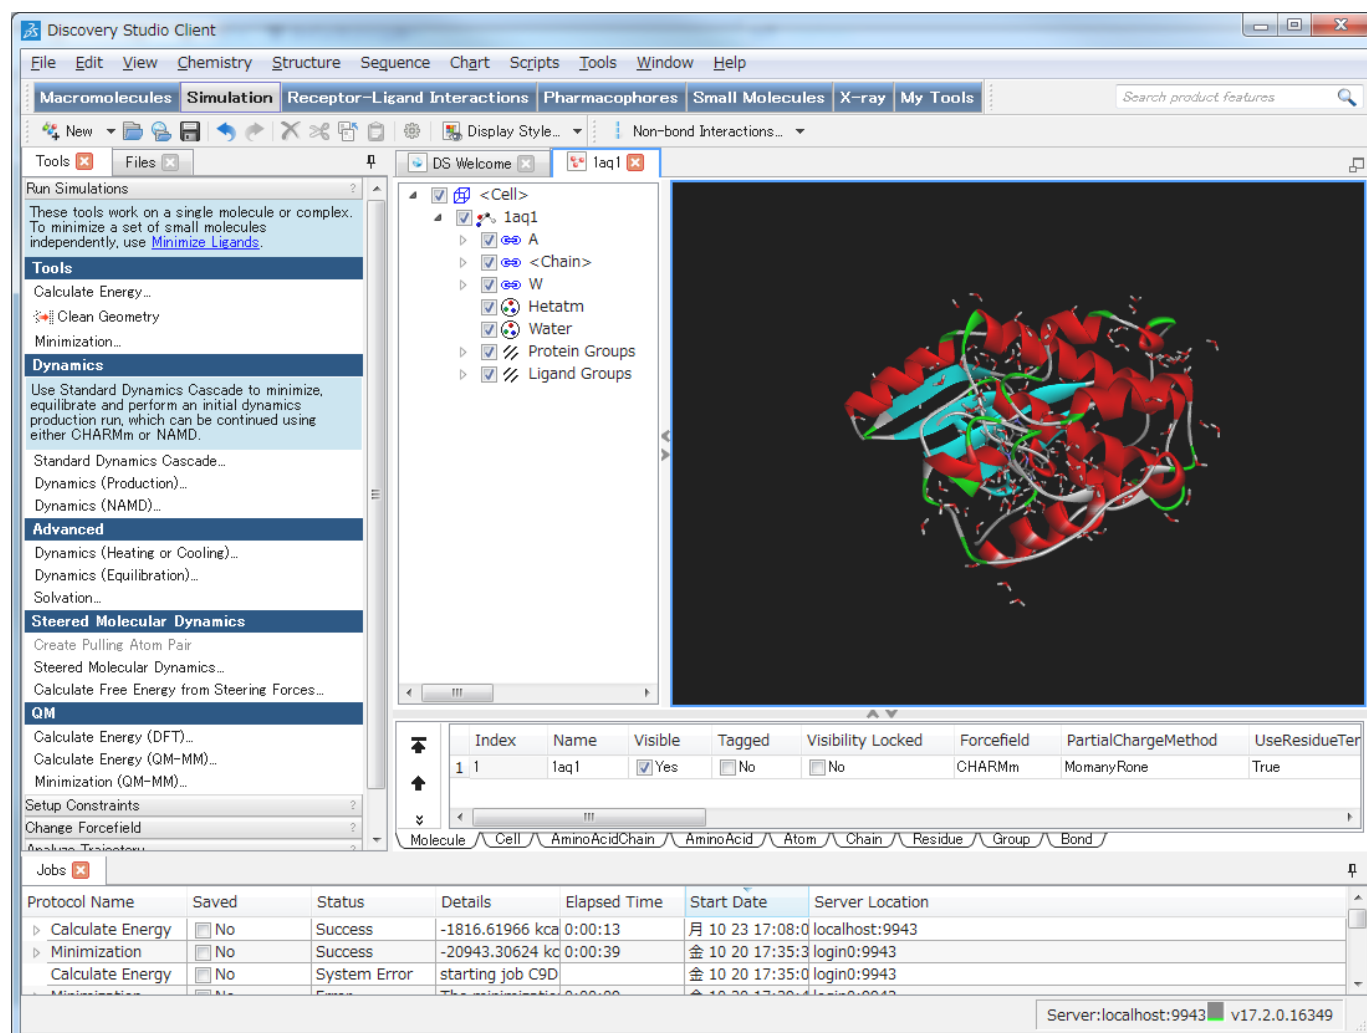 Discovery Studio Client
File Edit View Chemistry Structure Sequence Chart Scripts Tools Window Help
Macromolecules Simulation Receptor-Ligand Interactions Pharmacophores Small Molecules X-ray My Tools Search product features
New Display Style... Non-bond Interactions...
Tools Files
DS Welcome 1aq1
Run Simulations ?
These tools work on a single molecule or complex.
To minimize a set of small molecules
independently, use Minimize Ligands.
Tools
Calculate Energy...
Clean Geometry
Minimization...
Dynamics
Use Standard Dynamics Cascade to minimize,
equilibrate and perform an initial dynamics
production run, which can be continued using
either CHARMm or NAMD.
Standard Dynamics Cascade...
Dynamics (Production)...
Dynamics (NAMD)...
Advanced
Dynamics (Heating or Cooling)...
Dynamics (Equilibration)...
Solvation...
Steered Molecular Dynamics
Create Pulling Atom Pair
Steered Molecular Dynamics...
Calculate Free Energy from Steering Forces...
QM
Calculate Energy (DFT)...
Calculate Energy (QM-MM)...
Minimization (QM-MM)...
Setup Constraints ?
Change Forcefield ?
Analyze Trajectory ?
<Cell>
1aq1
A
<Chain>
W
Hetatm
Water
Protein Groups
Ligand Groups
Index Name Visible Tagged Visibility Locked Forcefield PartialChargeMethod UseResidueTer
1 1 1aq1 Yes No No CHARMm MomanyRone True
Molecule Cell AminoAcidChain AminoAcid Atom Chain Residue Group Bond
Jobs
Protocol Name Saved Status Details Elapsed Time Start Date Server Location
Calculate Energy No Success -1816.61966 kca 0:00:13 月 10 23 17:08:0 localhost:9943
Minimization No Success -20943.30624 kc 0:00:39 金 10 20 17:35:3 login0:9943
Calculate Energy No System Error starting job C9D 金 10 20 17:35:0 login0:9943
Minimization No Error The minimizatio
Server:localhost:9943 v17.2.0.16349